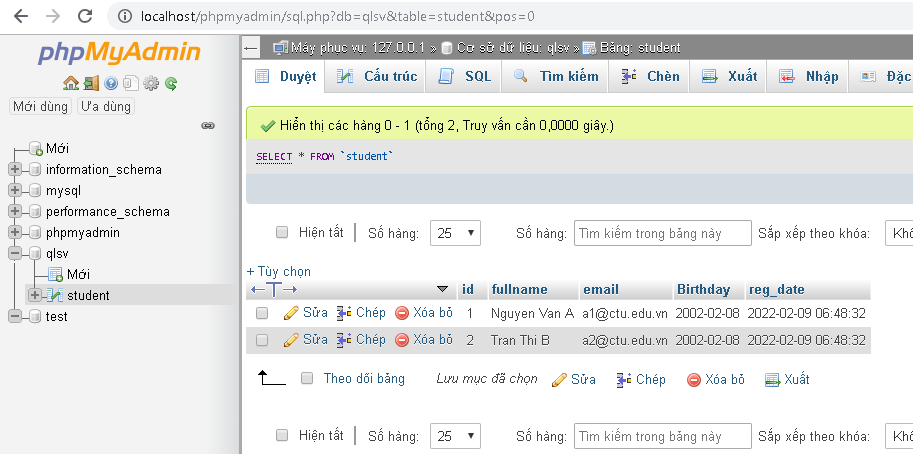 localhost/phpmyadmin/sql.php?db=qlsv&table=student&pos=0
phpMyAdmin
Mới dùng Ưa dùng
Mới
information_schema
mysql
performance_schema
phpmyadmin
qlsv
Mới
student
test
Máy phục vụ: 127.0.0.1 » Cơ sở dữ liệu: qlsv » Bảng: student
Duyệt Cấu trúc SQL Tìm kiếm Chèn Xuất Nhập Đặc
Hiển thị các hàng 0 - 1 (tổng 2, Truy vấn cần 0,0000 giây.)
SELECT * FROM `student`
Hiện tất Số hàng: 25 Số hàng: Tìm kiếm trong bảng này Sắp xếp theo khóa: Khô
+ Tùy chọn
←T→ id fullname email Birthday reg_date
Sửa Chép Xóa bỏ 1 Nguyen Van A a1@ctu.edu.vn 2002-02-08 2022-02-09 06:48:32
Sửa Chép Xóa bỏ 2 Tran Thi B a2@ctu.edu.vn 2002-02-08 2022-02-09 06:48:32
Theo dõi bảng Lưu mục đã chọn Sửa Chép Xóa bỏ Xuất
Hiện tất Số hàng: 25 Số hàng: Tìm kiếm trong bảng này Sắp xếp theo khóa: Khô